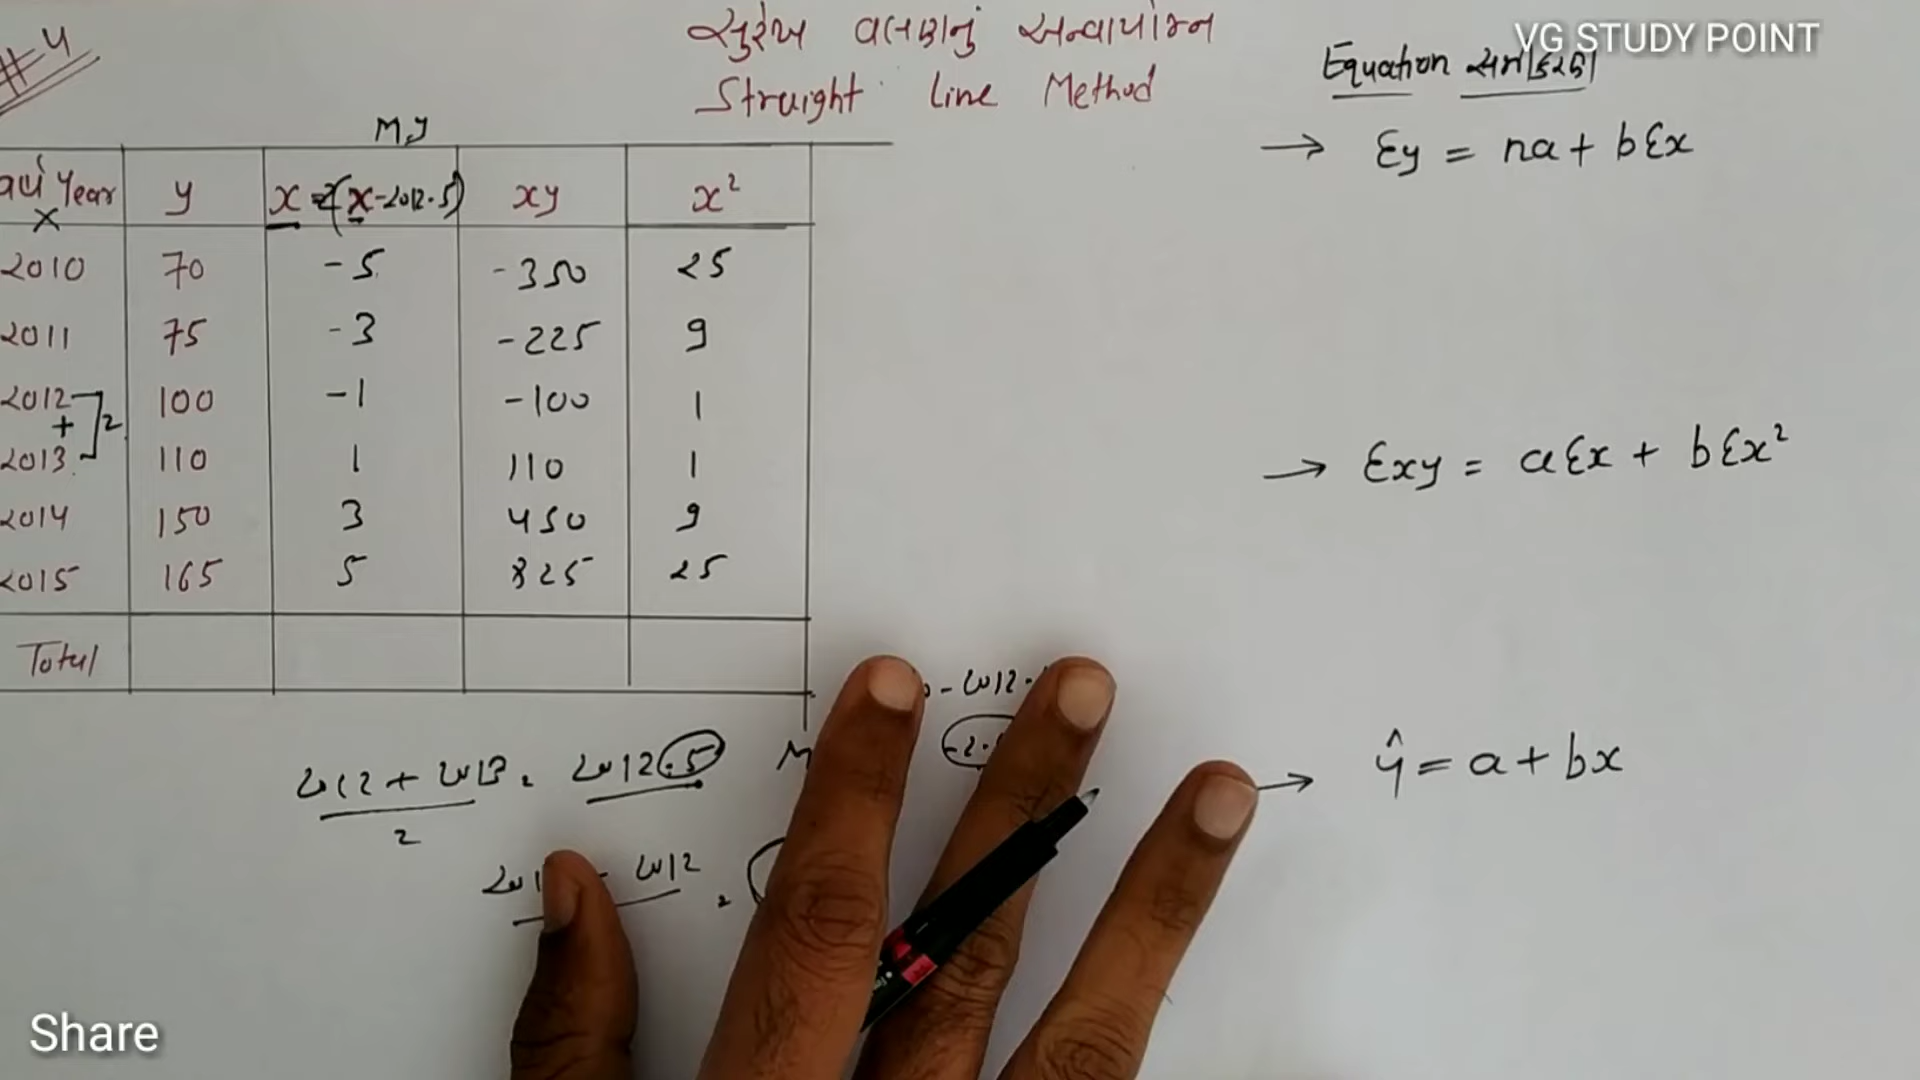 #4
સુરેખ વલણનું અન્વાયોજન
Straight Line Method
VG STUDY POINT
Equation સમીકરણ
→ Σy = na + bΣx
→ Σxy = aΣx + bΣx²
→ ŷ = a + bx
M,y
વર્ષ Year X | y | x = 2(x-2012.5) | xy | x²
2010 | 70 | -5 | -350 | 25
2011 | 75 | -3 | -225 | 9
2012 | 100 | -1 | -100 | 1
+ ] 2
2013 | 110 | 1 | 110 | 1
2014 | 150 | 3 | 450 | 9
2015 | 165 | 5 | 825 | 25
Total
- 2012.
2012 + 2013 = 2012.5
2
-2.
- 2012
Share